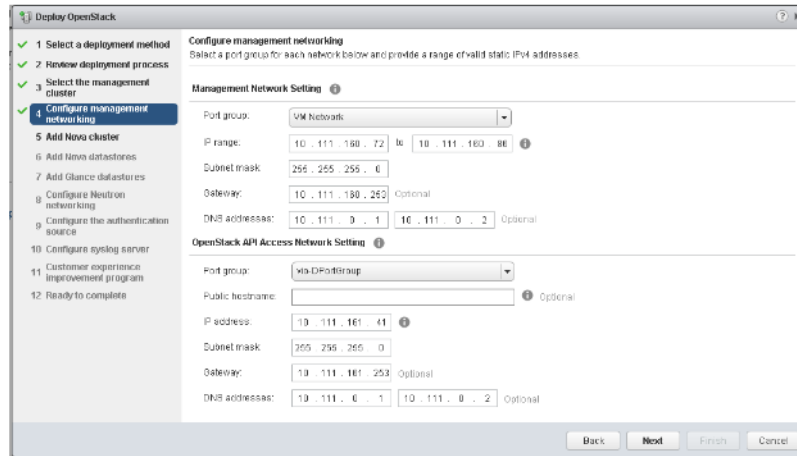 Deploy OpenStack
1 Select a deployment method
2 Review deployment process
3 Select the management cluster
4 Configure management networking
5 Add Nova cluster
6 Add Nova datastores
7 Add Glance datastores
8 Configure Neutron networking
9 Configure the authentication source
10 Configure syslog server
11 Customer experience improvement program
12 Ready to complete
Configure management networking
Select a port group for each network below and provide a range of valid static IPv4 addresses.
Management Network Setting
Port group: VM Network
IP range: 10 . 111 . 160 . 72 to 10 . 111 . 160 .
Subnet mask: 255 . 255 . 255 . 0
Gateway: 10 . 111 . 160 . 253 Optional
DNS addresses: 10 . 111 . 0 . 1 10 . 111 . 0 . 2 Optional
OpenStack API Access Network Setting
Port group: vio-DPortGroup
Public hostname: Optional
IP address: 10 . 111 . 161 . 41
Subnet mask: 255 . 255 . 255 . 0
Gateway: 10 . 111 . 161 . 253 Optional
DNS addresses: 10 . 111 . 0 . 1 10 . 111 . 0 . 2 Optional
Back Next Finish Cancel